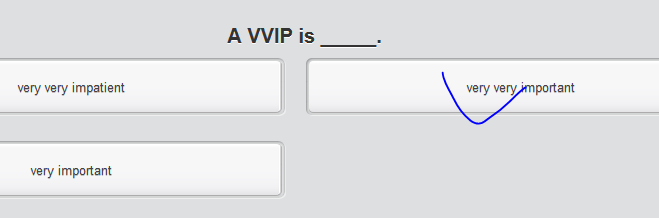 A VVIP is _____.
very very impatient
very very important
very important